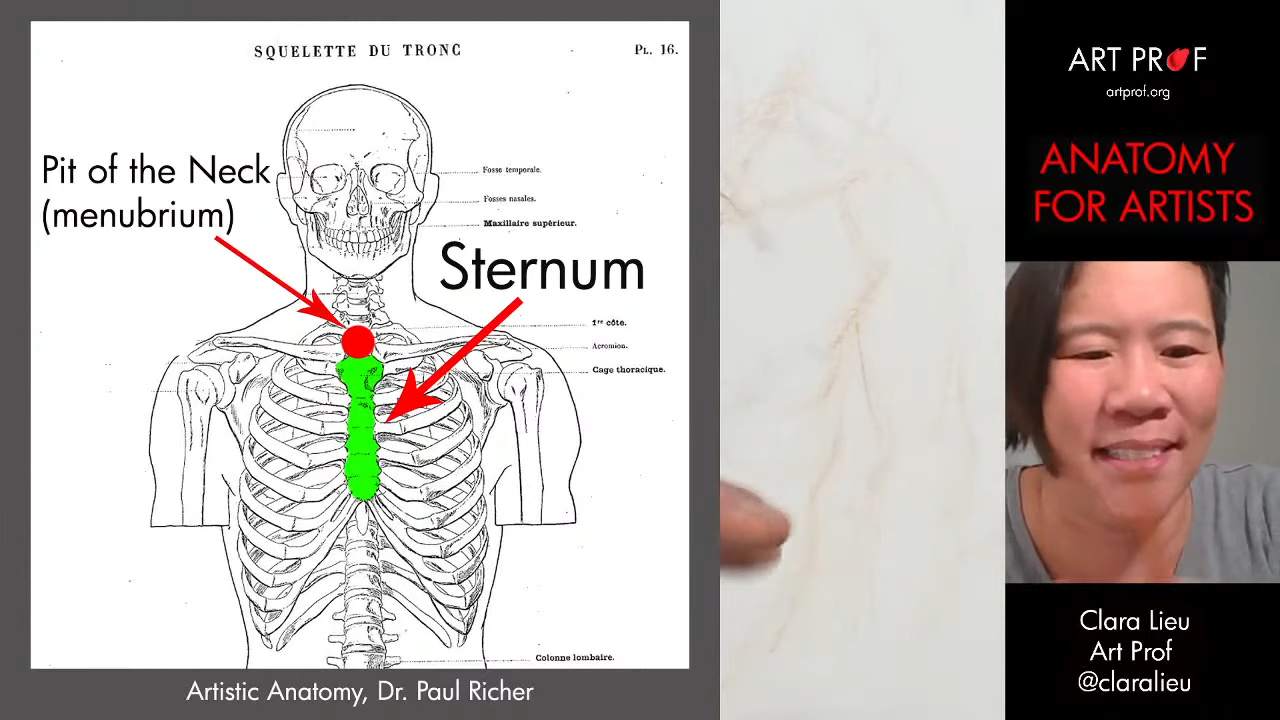 SQUELETTE DU TRONC
PL. 16.
Pit of the Neck
(menubrium)
Fosse temporale.
Fosses nasales.
Maxillaire supérieur.
Sternum
1re côte.
Acromion.
Cage thoracique.
Colonne lombaire.
Artistic Anatomy, Dr. Paul Richer
ART PROF
artprof.org
ANATOMY
FOR ARTISTS
Clara Lieu
Art Prof
@claralieu